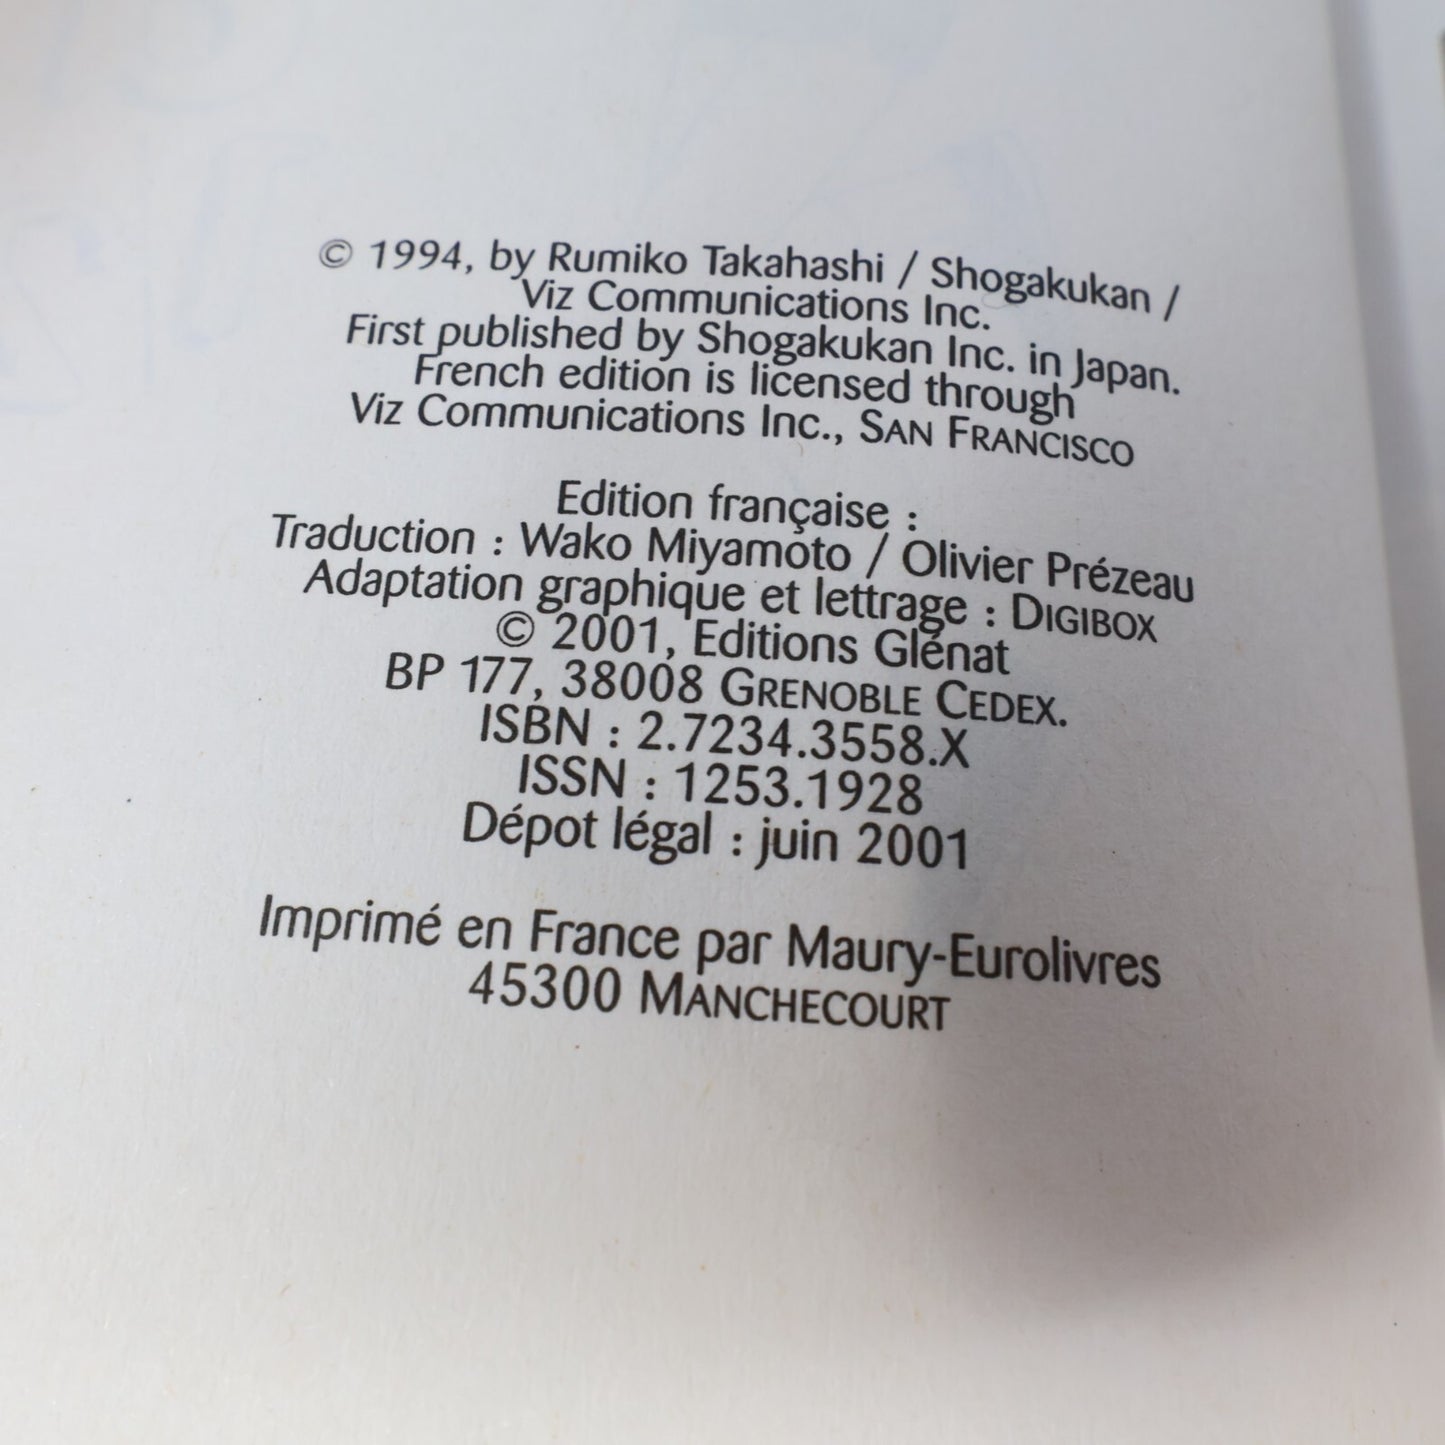 © 1994, by Rumiko Takahashi / Shogakukan /
Viz Communications Inc.
First published by Shogakukan Inc. in Japan.
French edition is licensed through
Viz Communications Inc., SAN FRANCISCO
Edition française :
Traduction : Wako Miyamoto / Olivier Prézeau
Adaptation graphique et lettrage : DIGIBOX
© 2001, Editions Glénat
BP 177, 38008 GRENOBLE CEDEX.
ISBN : 2.7234.3558.X
ISSN : 1253.1928
Dépot légal : juin 2001
Imprimé en France par Maury-Eurolivres
45300 MANCHECOURT